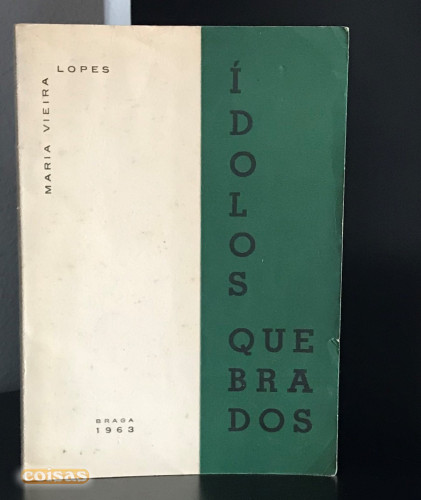 MARIA VIEIRA
LOPES
Í
D
O
L
O
S
QUE
BRA
DOS
BRAGA
1963
coisas